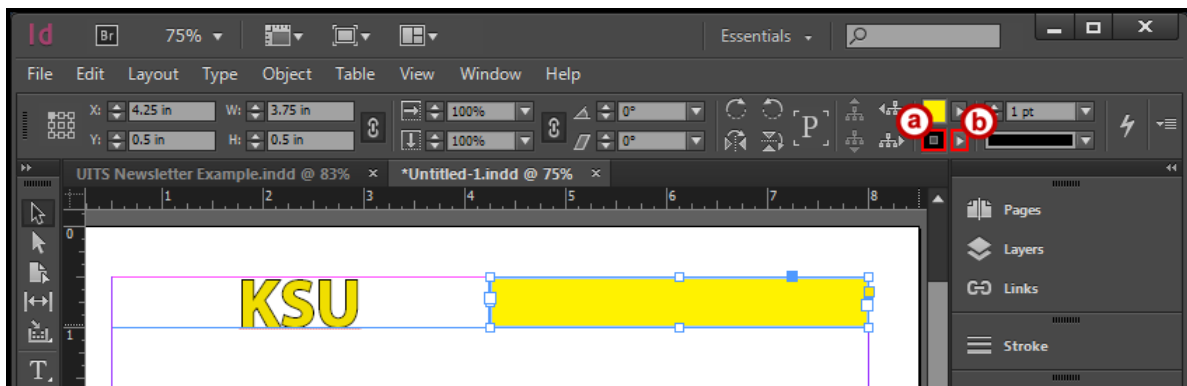 Id Br 75% Essentials
File Edit Layout Type Object Table View Window Help
X: 4.25 in W: 3.75 in 100% 0° P a b 1 pt
Y: 0.5 in H: 0.5 in 100% 0°
UITS Newsletter Example.indd @ 83% × *Untitled-1.indd @ 75% ×
1 2 3 4 5 6 7 8
0
KSU
1
T
Pages
Layers
Links
Stroke